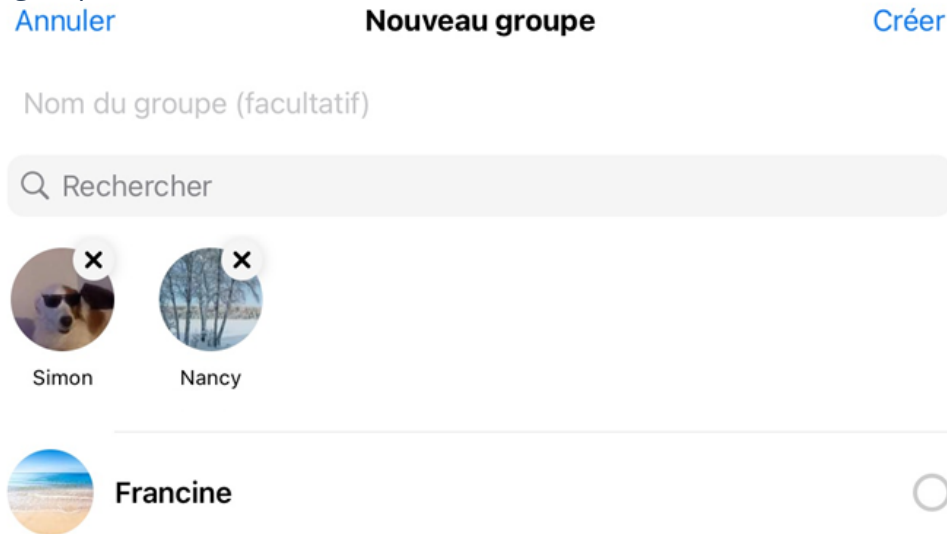 Annuler Nouveau groupe Créer
Nom du groupe (facultatif)
Rechercher
Simon Nancy
Francine